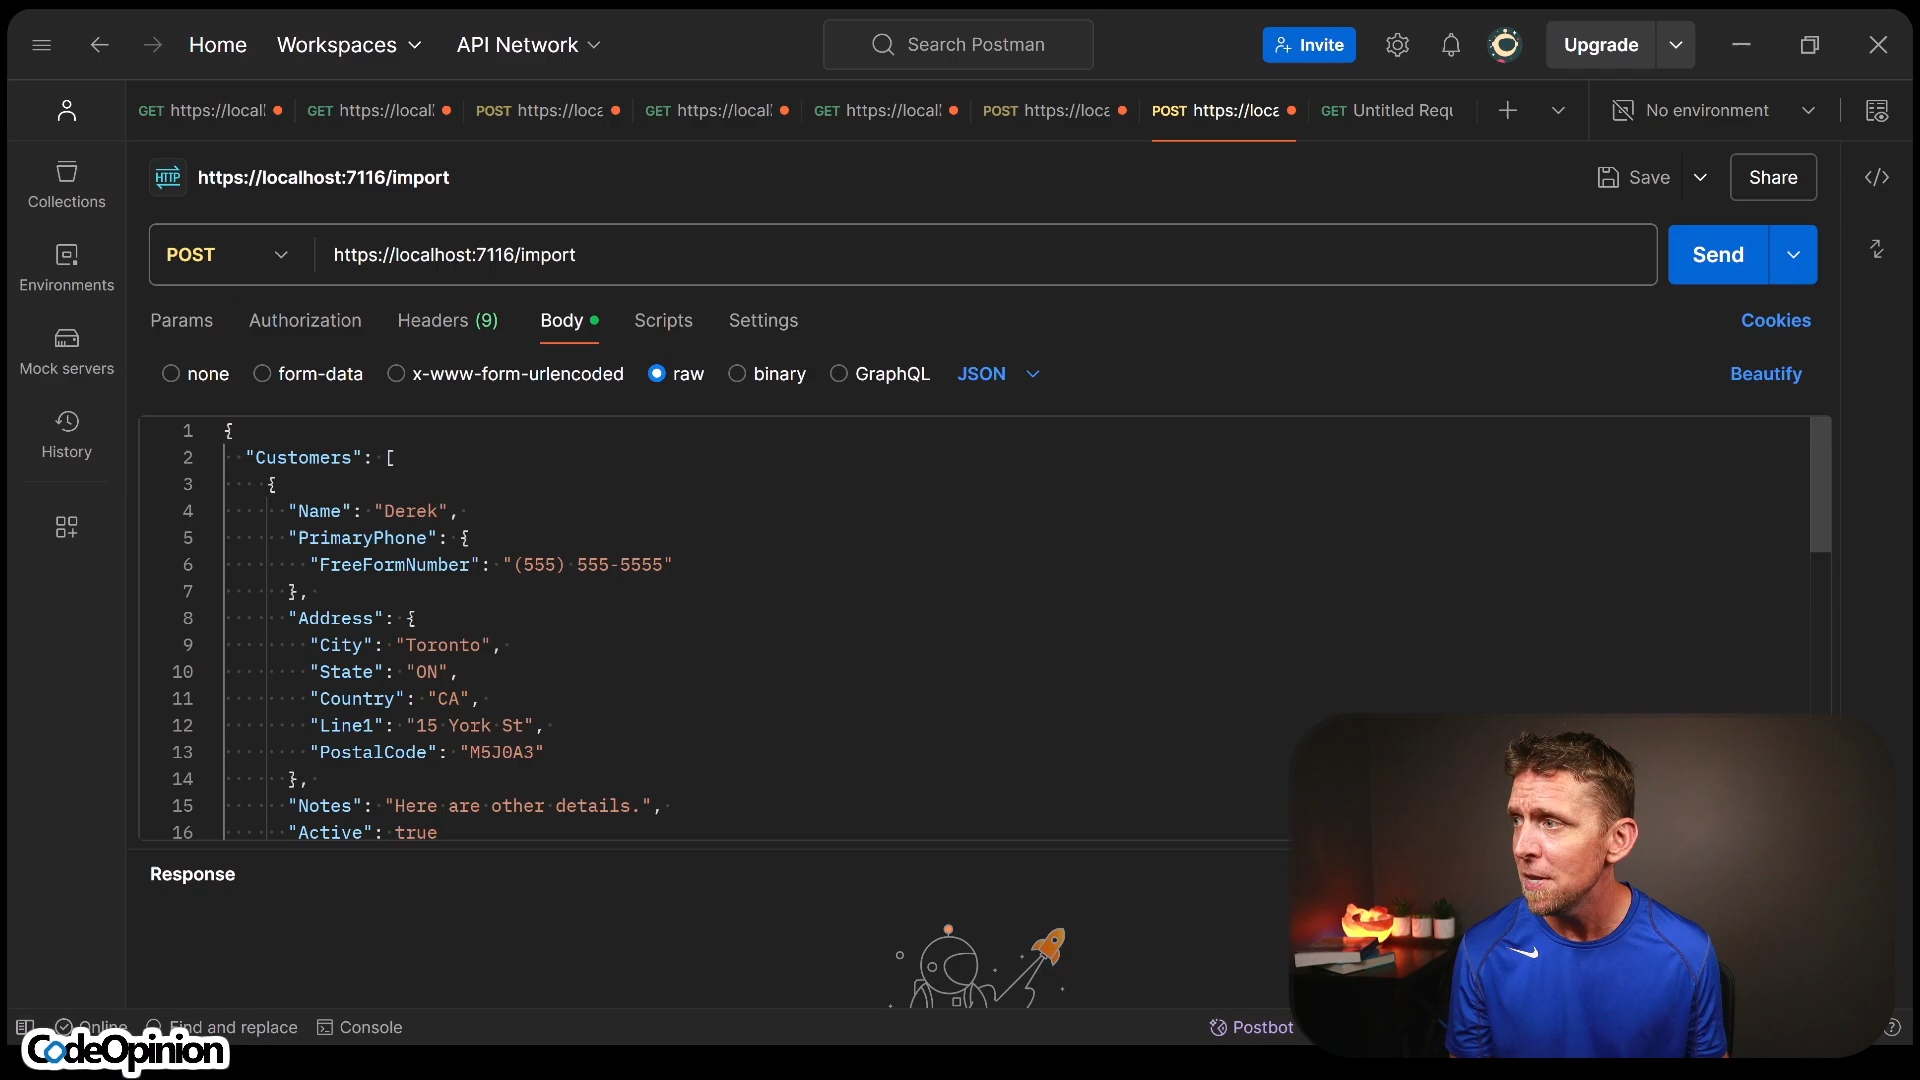 Home Workspaces API Network Search Postman Invite Upgrade
GET https://local GET https://local POST https://loca GET https://local GET https://local POST https://loca POST https://loca GET Untitled Requ No environment
HTTP https://localhost:7116/import Save Share
POST https://localhost:7116/import Send
Params Authorization Headers (9) Body Scripts Settings Cookies
none form-data x-www-form-urlencoded raw binary GraphQL JSON Beautify
Collections
Environments
Mock servers
History
1 {
2 "Customers": [
3 {
4 "Name": "Derek",
5 "PrimaryPhone": {
6 "FreeFormNumber": "(555) 555-5555"
7 },
8 "Address": {
9 "City": "Toronto",
10 "State": "ON",
11 "Country": "CA",
12 "Line1": "15 York St",
13 "PostalCode": "M5J0A3"
14 },
15 "Notes": "Here are other details.",
16 "Active": true
Response
Online Find and replace Console Postbot
CodeOpinion